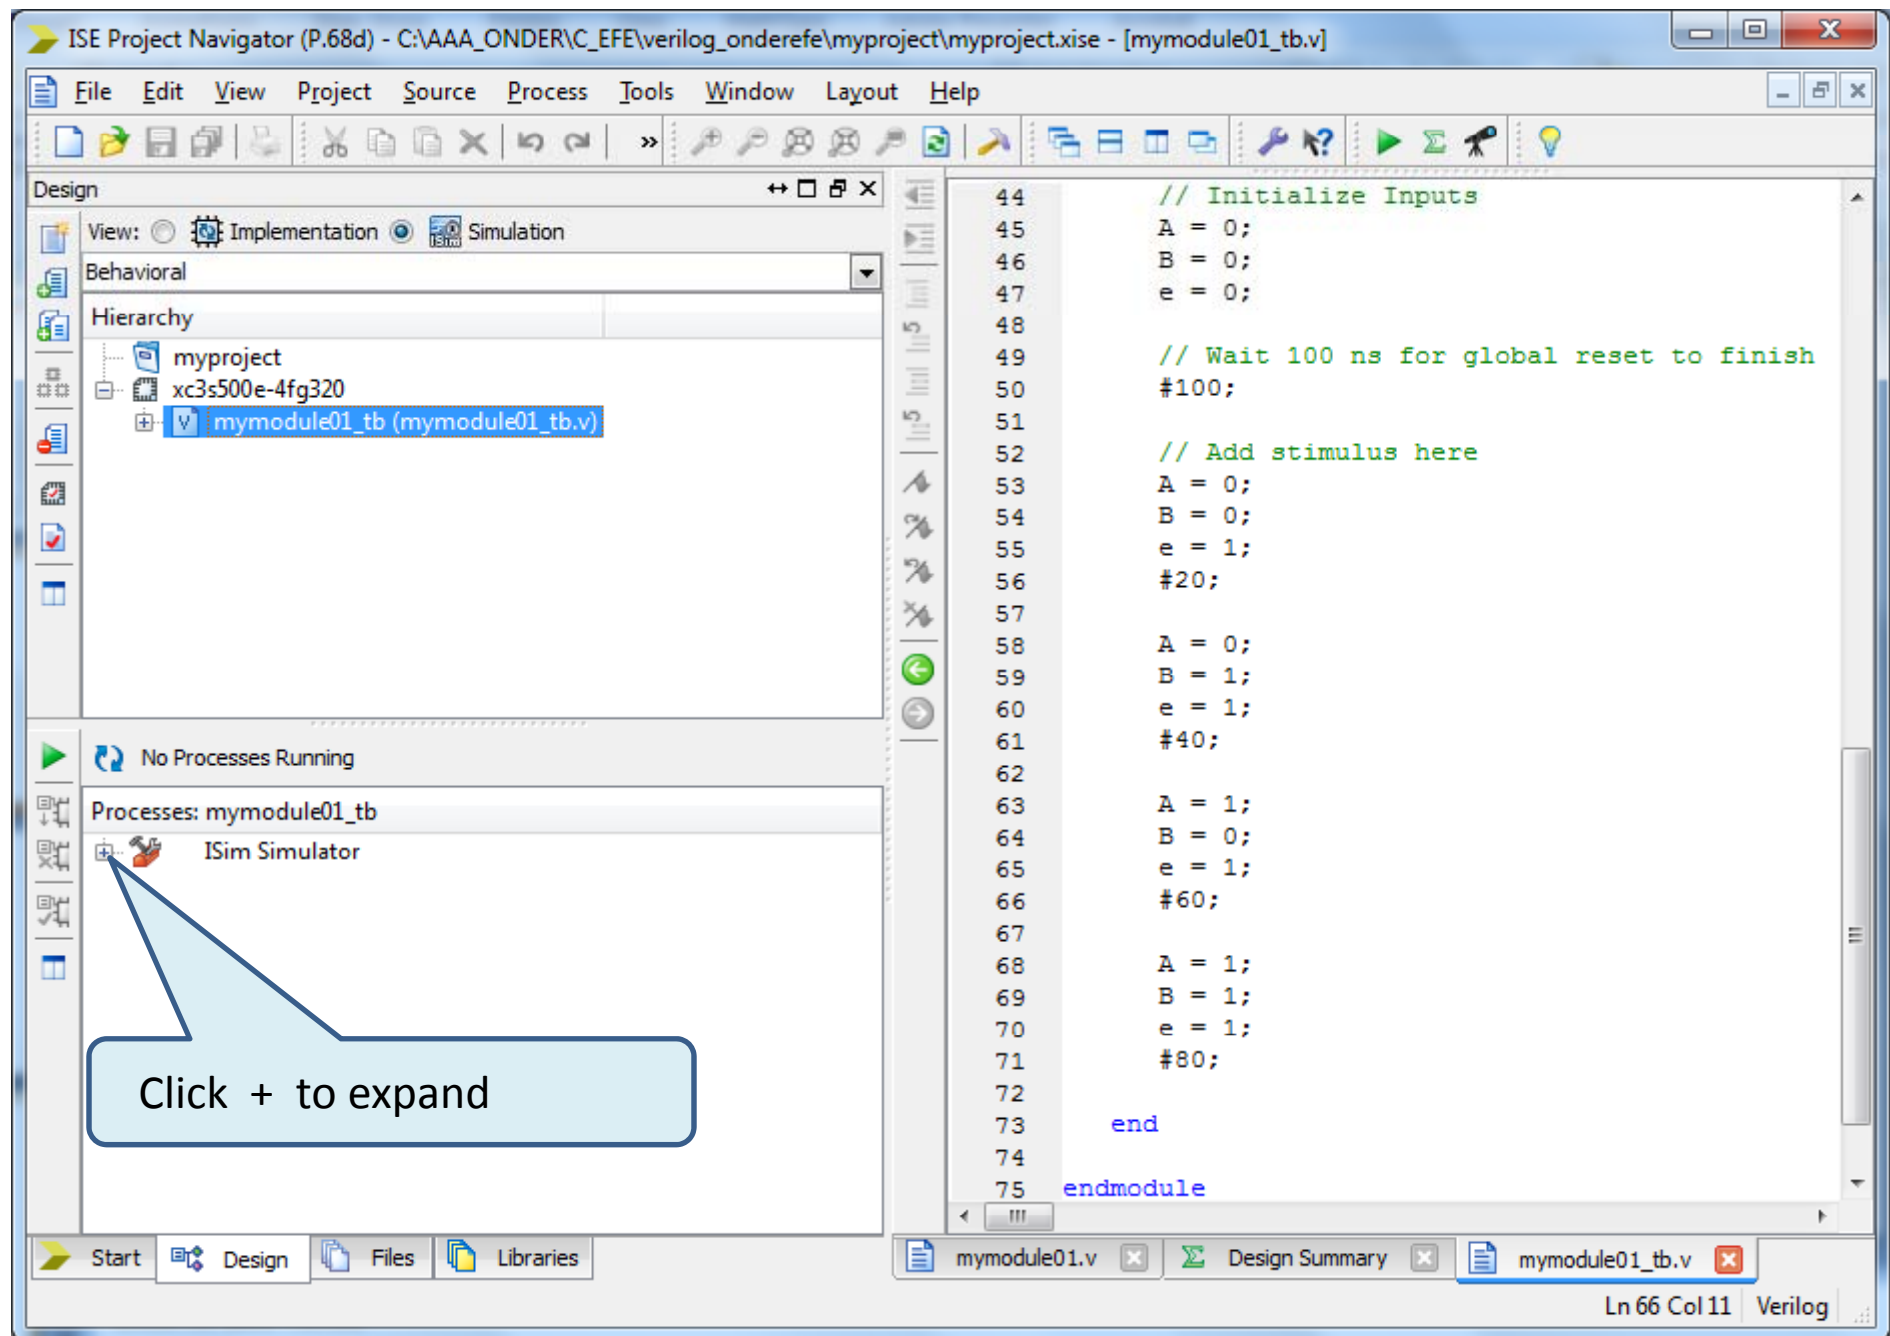 ISE Project Navigator (P.68d) - C:\AAA_ONDER\C_EFE\verilog_onderefe\myproject\myproject.xise - [mymodule01_tb.v]
File Edit View Project Source Process Tools Window Layout Help
Design
View: Implementation Simulation
Behavioral
Hierarchy
myproject
xc3s500e-4fg320
mymodule01_tb (mymodule01_tb.v)
No Processes Running
Processes: mymodule01_tb
ISim Simulator
Click + to expand
Start Design Files Libraries
44 // Initialize Inputs
45 A = 0;
46 B = 0;
47 e = 0;
48
49 // Wait 100 ns for global reset to finish
50 #100;
51
52 // Add stimulus here
53 A = 0;
54 B = 0;
55 e = 1;
56 #20;
57
58 A = 0;
59 B = 1;
60 e = 1;
61 #40;
62
63 A = 1;
64 B = 0;
65 e = 1;
66 #60;
67
68 A = 1;
69 B = 1;
70 e = 1;
71 #80;
72
73 end
74
75 endmodule
mymodule01.v Design Summary mymodule01_tb.v
Ln 66 Col 11 Verilog